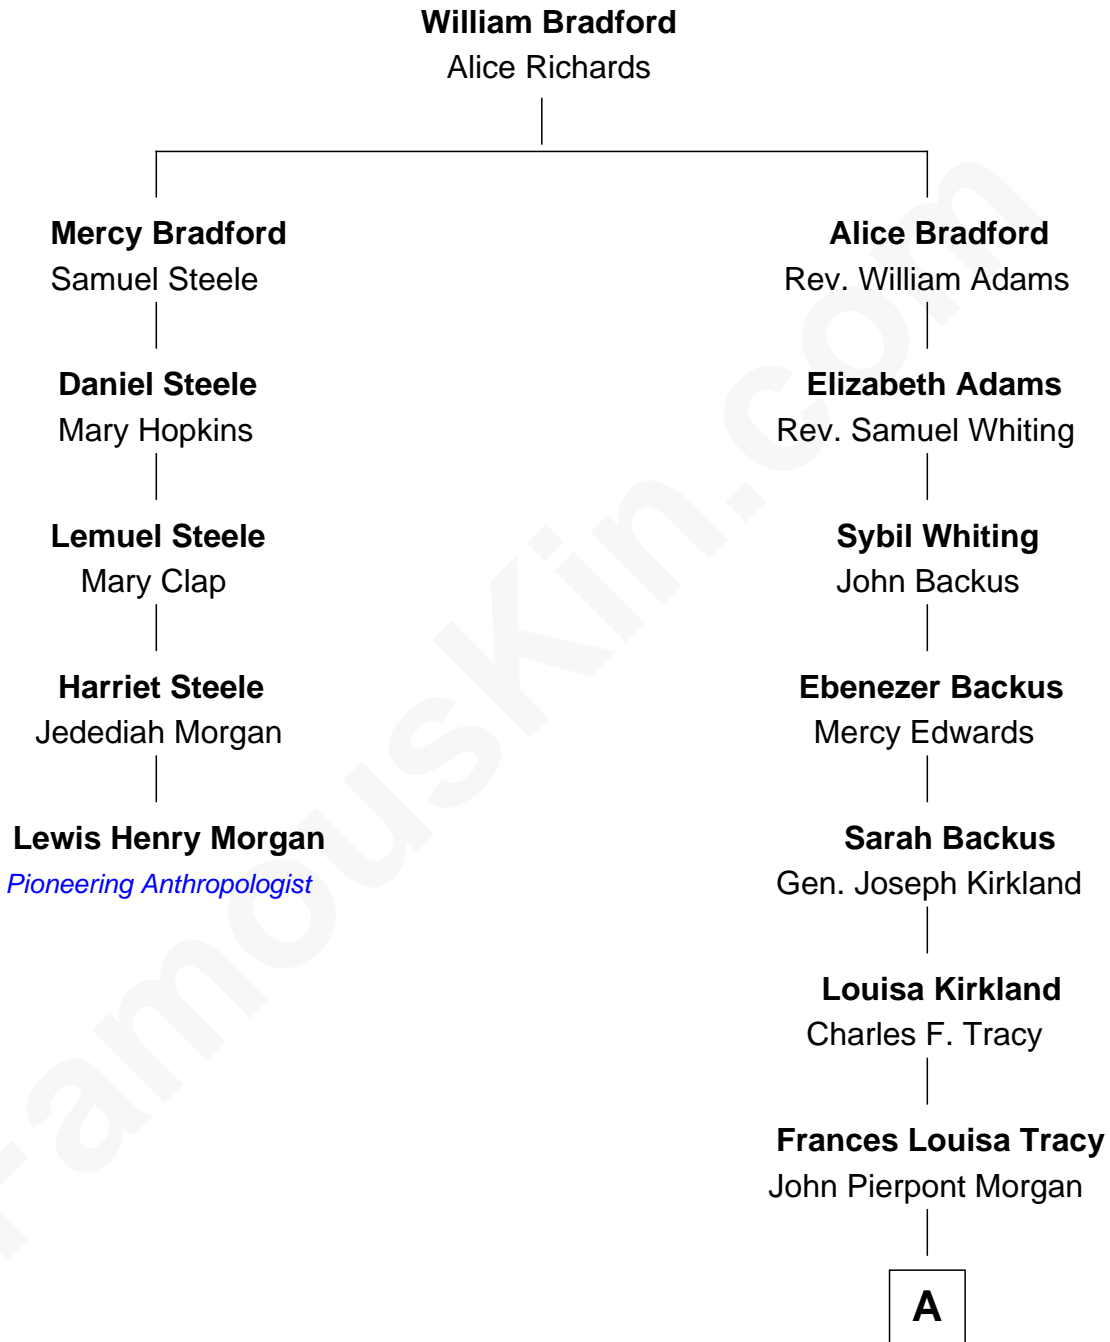 William Bradford
Alice Richards
Mercy Bradford
Samuel Steele
Daniel Steele
Mary Hopkins
Lemuel Steele
Mary Clap
Harriet Steele
Jedediah Morgan
Lewis Henry Morgan
Pioneering Anthropologist
Alice Bradford
Rev. William Adams
Elizabeth Adams
Rev. Samuel Whiting
Sybil Whiting
John Backus
Ebenezer Backus
Mercy Edwards
Sarah Backus
Gen. Joseph Kirkland
Louisa Kirkland
Charles F. Tracy
Frances Louisa Tracy
John Pierpont Morgan
A
FamousKin.com